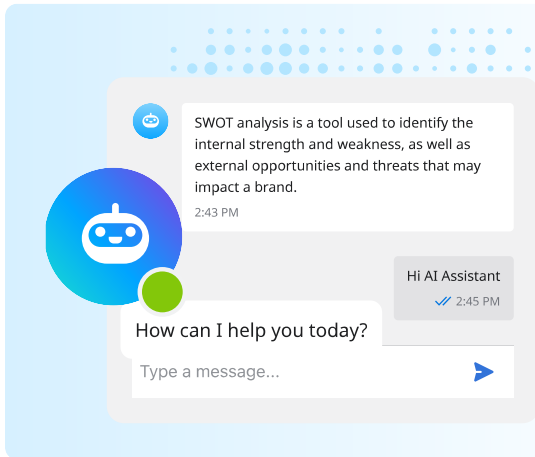 SWOT analysis is a tool used to identify the
internal strength and weakness, as well as
external opportunities and threats that may
impact a brand.
2:43 PM
Hi AI Assistant
2:45 PM
How can I help you today?
Type a message...